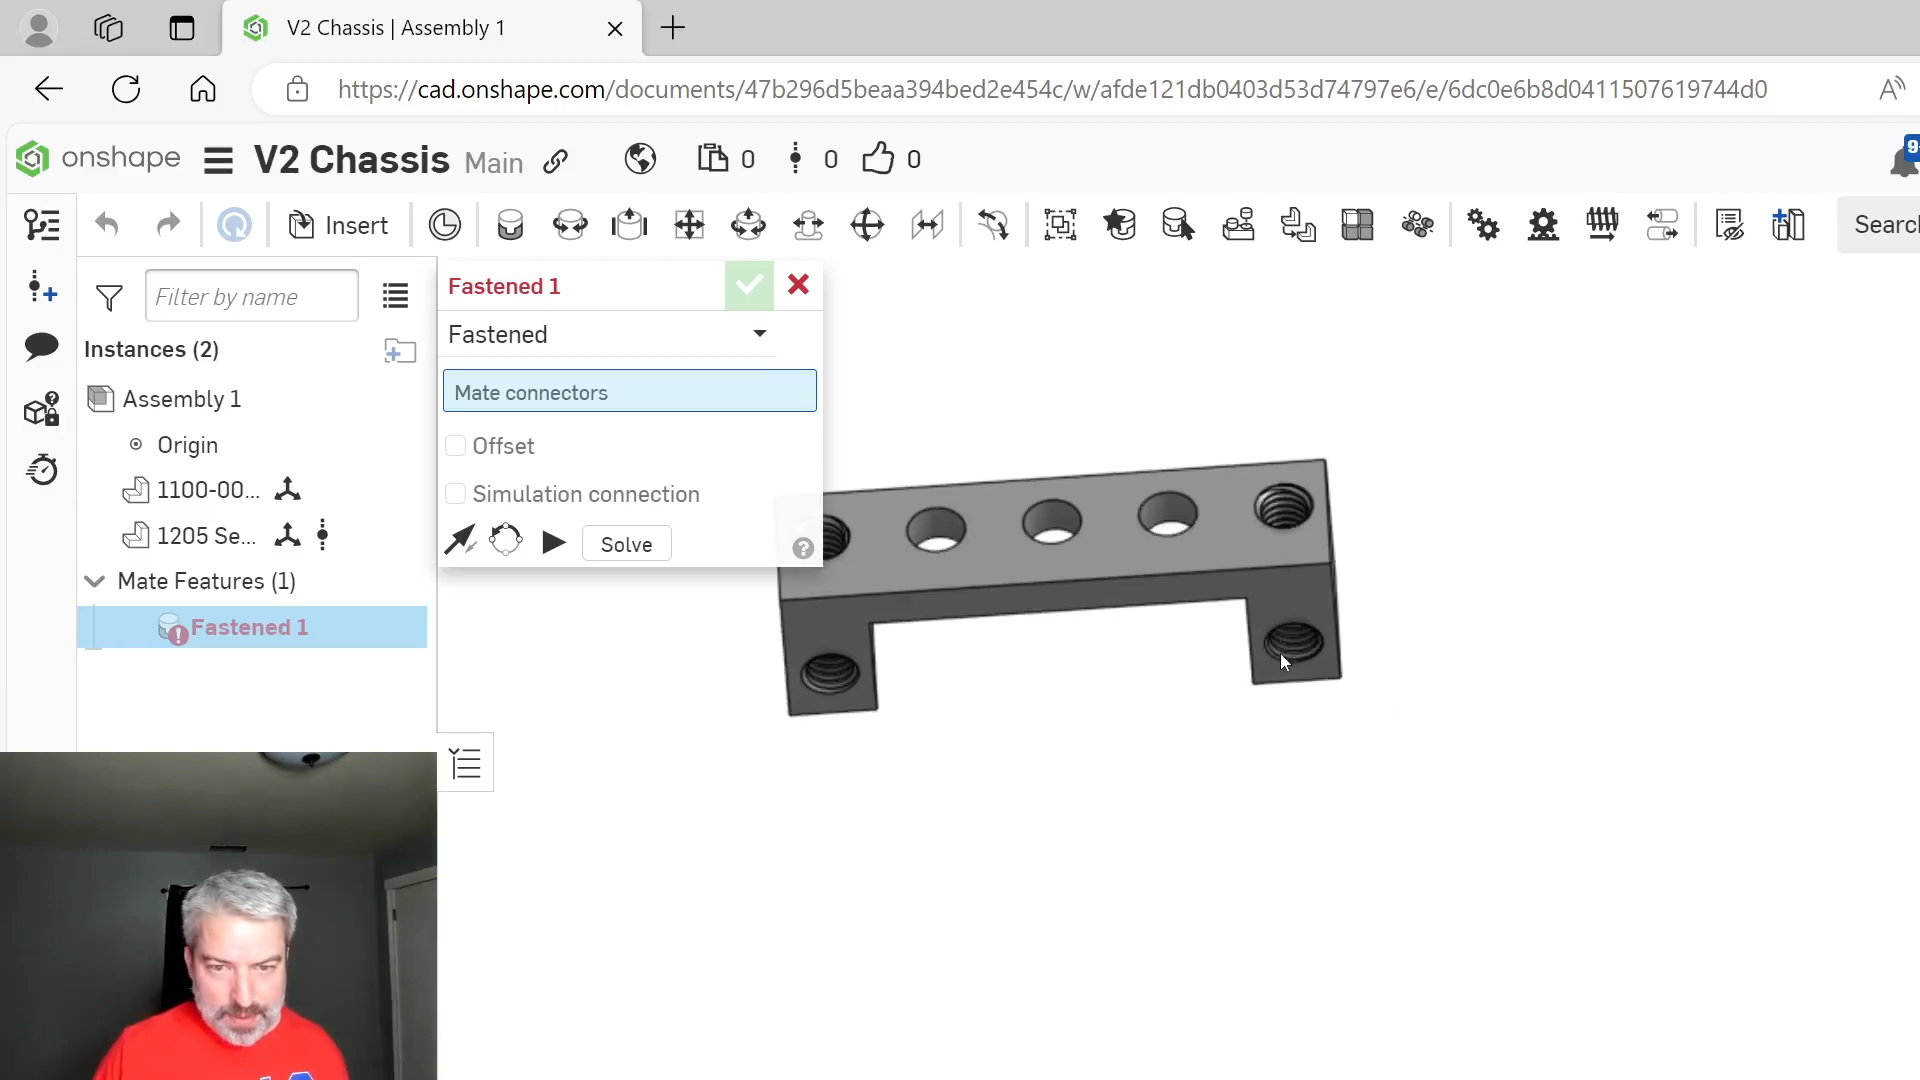 V2 Chassis | Assembly 1
https://cad.onshape.com/documents/47b296d5beaa394bed2e454c/w/afde121db0403d53d74797e6/e/6dc0e6b8d0411507619744d0
A
onshape
V2 Chassis Main
0
0
0
9
Insert
Search
Filter by name
Fastened 1
Fastened
Instances (2)
Mate connectors
Assembly 1
Origin
Offset
1100-00...
Simulation connection
1205 Se...
Solve
Mate Features (1)
Fastened 1